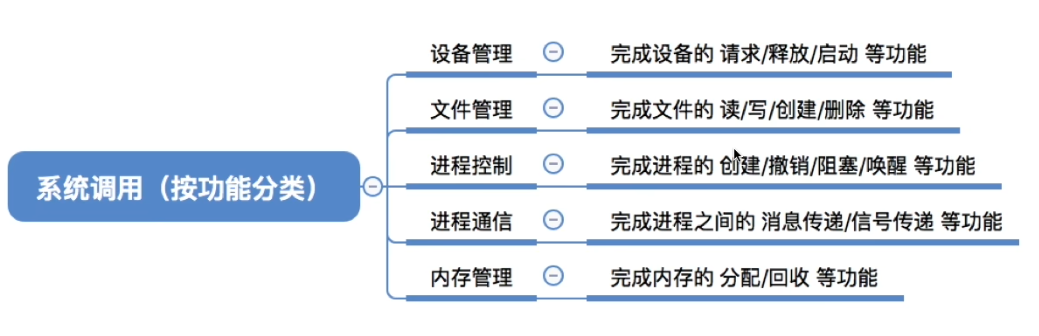 系统调用（按功能分类）
设备管理 完成设备的 请求/释放/启动 等功能
文件管理 完成文件的 读/写/创建/删除 等功能
进程控制 完成进程的 创建/撤销/阻塞/唤醒 等功能
进程通信 完成进程之间的 消息传递/信号传递 等功能
内存管理 完成内存的 分配/回收 等功能